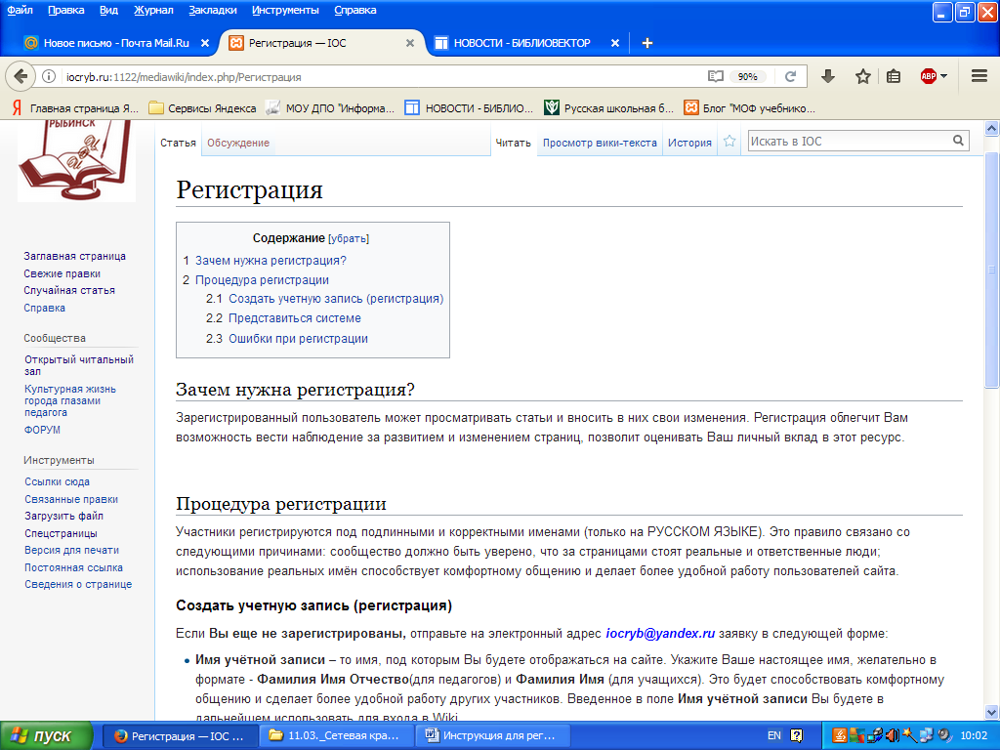 Файл Правка Вид Журнал Закладки Инструменты Справка
Новое письмо - Почта Mail.Ru Регистрация — IOC НОВОСТИ - БИБЛИОВЕКТОР
iocryb.ru:1122/mediawiki/index.php/Регистрация 90% ABP
Главная страница Я... Сервисы Яндекса МОУ ДПО "Информа... НОВОСТИ - БИБЛИО... Русская школьная б... Блог "МОФ учебнико...
РЫБИНСК
Статья Обсуждение Читать Просмотр вики-текста История Искать в IOC
Регистрация
Содержание [убрать]
1 Зачем нужна регистрация?
2 Процедура регистрации
2.1 Создать учетную запись (регистрация)
2.2 Представиться системе
2.3 Ошибки при регистрации
Заглавная страница
Свежие правки
Случайная статья
Справка
Сообщества
Открытый читальный
зал
Культурная жизнь
города глазами
педагога
ФОРУМ
Инструменты
Ссылки сюда
Связанные правки
Загрузить файл
Спецстраницы
Версия для печати
Постоянная ссылка
Сведения о странице
Зачем нужна регистрация?
Зарегистрированный пользователь может просматривать статьи и вносить в них свои изменения. Регистрация облегчит Вам
возможность вести наблюдение за развитием и изменением страниц, позволит оценивать Ваш личный вклад в этот ресурс.
Процедура регистрации
Участники регистрируются под подлинными и корректными именами (только на РУССКОМ ЯЗЫКЕ). Это правило связано со
следующими причинами: сообщество должно быть уверено, что за страницами стоят реальные и ответственные люди;
использование реальных имён способствует комфортному общению и делает более удобной работу пользователей сайта.
Создать учетную запись (регистрация)
Если Вы еще не зарегистрированы, отправьте на электронный адрес iocryb@yandex.ru заявку в следующей форме:
Имя учётной записи – то имя, под которым Вы будете отображаться на сайте. Укажите Ваше настоящее имя, желательно в
формате - Фамилия Имя Отчество(для педагогов) и Фамилия Имя (для учащихся). Это будет способствовать комфортному
общению и сделает более удобной работу других участников. Введенное в поле Имя учётной записи Вы будете в
дальнейшем использовать для входа в Wiki
пуск Регистрация — IOC ... 11.03._Сетевая кра... Инструкция для рег... EN 10:02